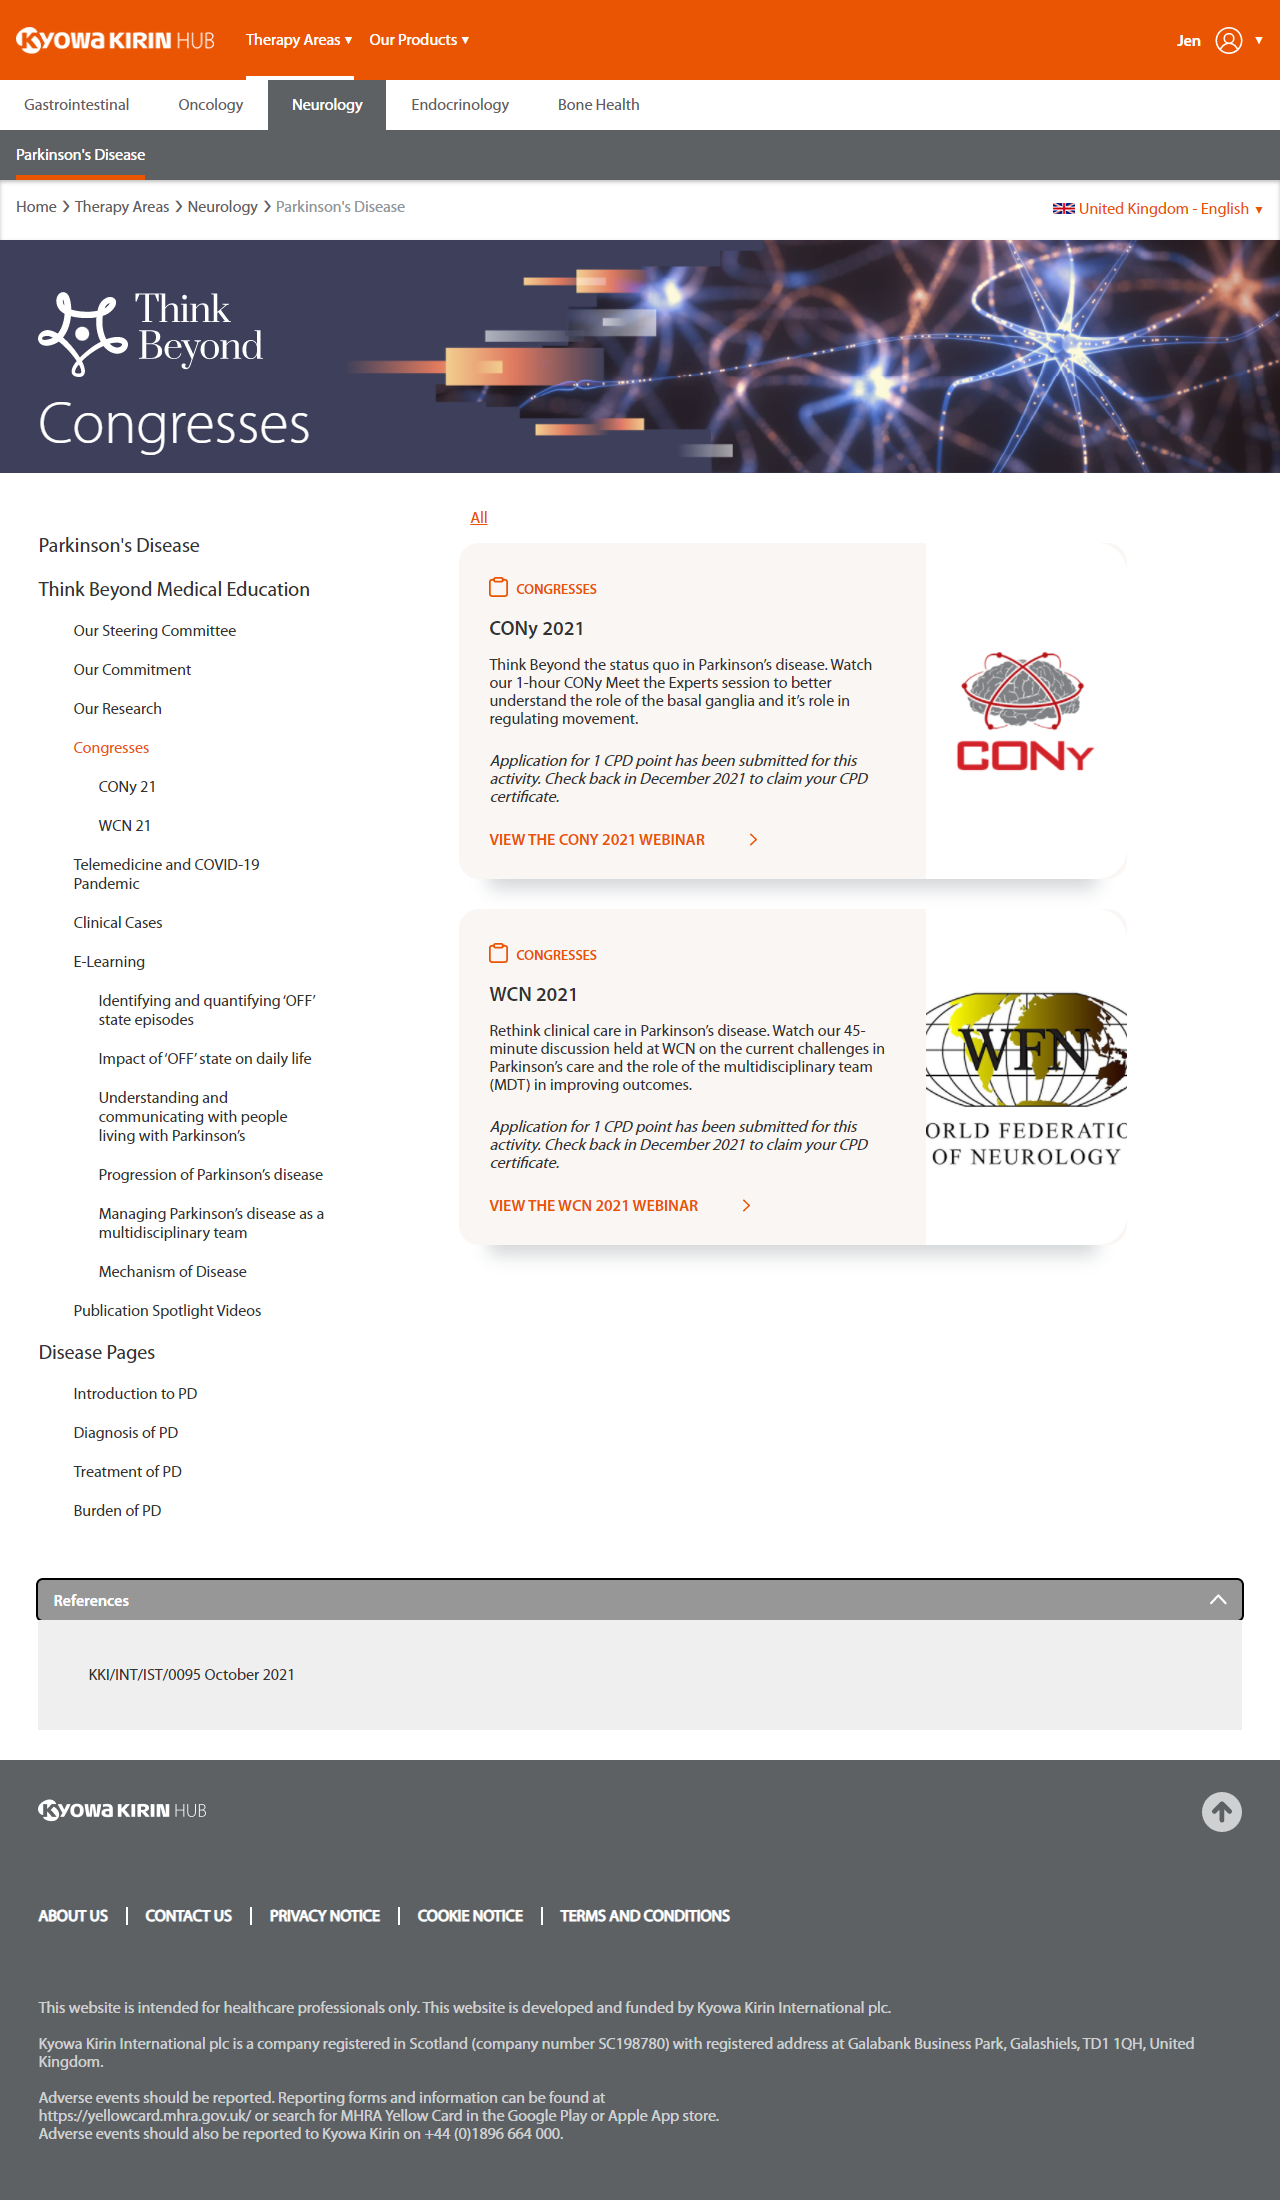 KYOWA KIRIN HUB
Therapy Areas ▼ Our Products ▼
Jen ▼
Gastrointestinal Oncology Neurology Endocrinology Bone Health
Parkinson's Disease
Home > Therapy Areas > Neurology > Parkinson's Disease
United Kingdom - English ▼
Think
Beyond
Congresses
All
Parkinson's Disease
Think Beyond Medical Education
Our Steering Committee
Our Commitment
Our Research
Congresses
CONy 21
WCN 21
Telemedicine and COVID-19
Pandemic
Clinical Cases
E-Learning
Identifying and quantifying ‘OFF’
state episodes
Impact of ‘OFF’ state on daily life
Understanding and
communicating with people
living with Parkinson’s
Progression of Parkinson’s disease
Managing Parkinson’s disease as a
multidisciplinary team
Mechanism of Disease
Publication Spotlight Videos
Disease Pages
Introduction to PD
Diagnosis of PD
Treatment of PD
Burden of PD
CONGRESSES
CONy 2021
Think Beyond the status quo in Parkinson’s disease. Watch
our 1-hour CONy Meet the Experts session to better
understand the role of the basal ganglia and it’s role in
regulating movement.
Application for 1 CPD point has been submitted for this
activity. Check back in December 2021 to claim your CPD
certificate.
VIEW THE CONY 2021 WEBINAR >
CONy
CONGRESSES
WCN 2021
Rethink clinical care in Parkinson’s disease. Watch our 45-
minute discussion held at WCN on the current challenges in
Parkinson’s care and the role of the multidisciplinary team
(MDT) in improving outcomes.
Application for 1 CPD point has been submitted for this
activity. Check back in December 2021 to claim your CPD
certificate.
VIEW THE WCN 2021 WEBINAR >
WFN
ORLD FEDERATIO
OF NEUROLOGY
References
KKI/INT/IST/0095 October 2021
KYOWA KIRIN HUB
ABOUT US | CONTACT US | PRIVACY NOTICE | COOKIE NOTICE | TERMS AND CONDITIONS
This website is intended for healthcare professionals only. This website is developed and funded by Kyowa Kirin International plc.
Kyowa Kirin International plc is a company registered in Scotland (company number SC198780) with registered address at Galabank Business Park, Galashiels, TD1 1QH, United
Kingdom.
Adverse events should be reported. Reporting forms and information can be found at
https://yellowcard.mhra.gov.uk/ or search for MHRA Yellow Card in the Google Play or Apple App store.
Adverse events should also be reported to Kyowa Kirin on +44 (0)1896 664 000.